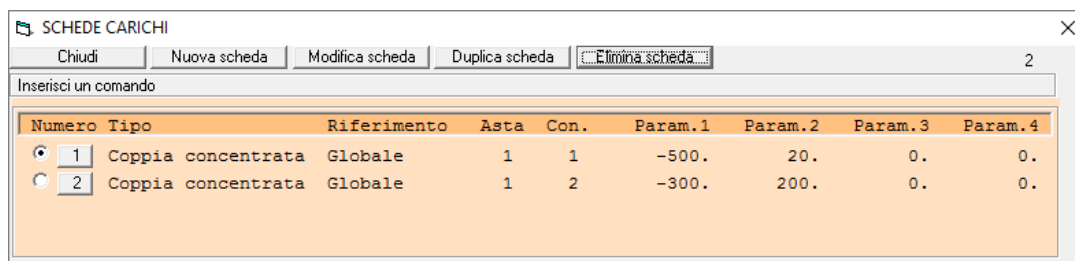 SCHEDE CARICHI
Chiudi Nuova scheda Modifica scheda Duplica scheda Elimina scheda 2
Inserisci un comando
Numero Tipo Riferimento Asta Con. Param.1 Param.2 Param.3 Param.4
1 Coppia concentrata Globale 1 1 -500. 20. 0. 0.
2 Coppia concentrata Globale 1 2 -300. 200. 0. 0.